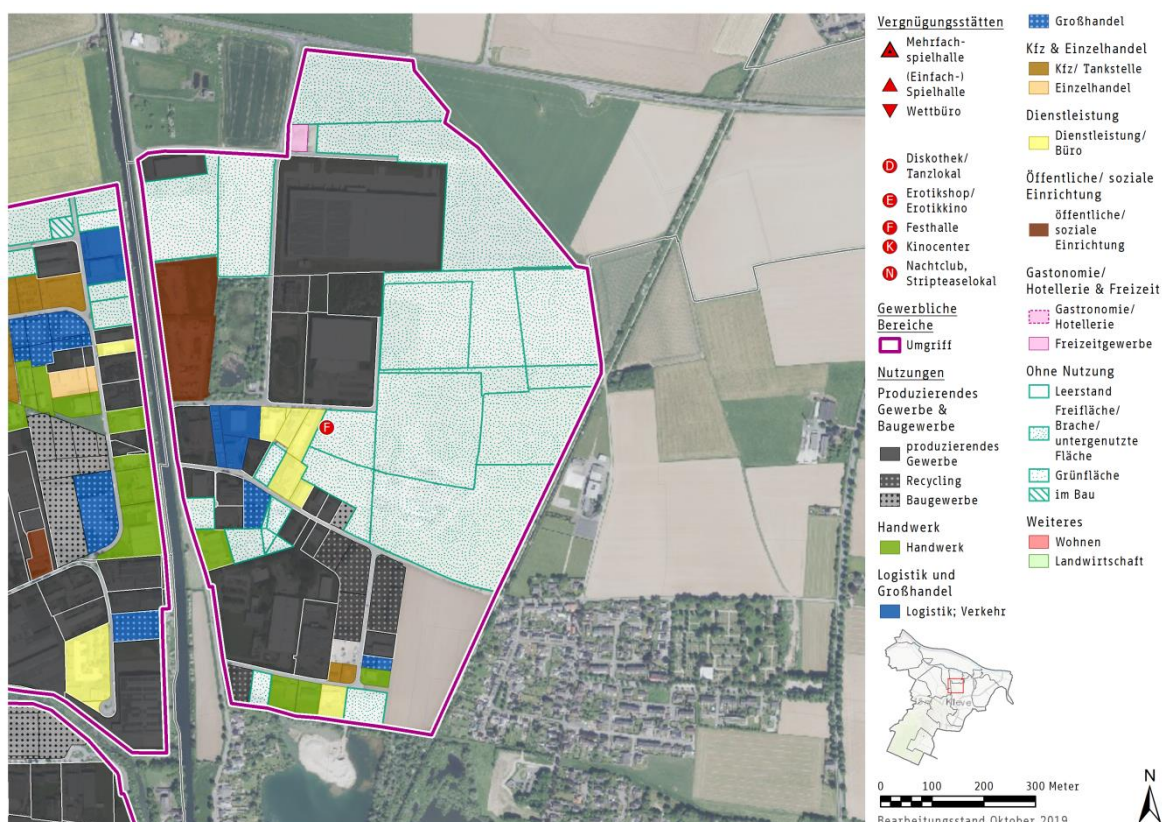 Vergnügungsstätten
Mehrfach-
spielhalle
(Einfach-)
Spielhalle
Wettbüro
D
Diskothek/
Tanzlokal
E
Erotikshop/
Erotikkino
F
Festhalle
K
Kinocenter
N
Nachtclub,
Stripteaselokal
Gewerbliche
Bereiche
Umgriff
Nutzungen
Produzierendes
Gewerbe &
Baugewerbe
produzierendes
Gewerbe
Recycling
Baugewerbe
Handwerk
Handwerk
Logistik und
Großhandel
Logistik; Verkehr
Großhandel
Kfz & Einzelhandel
Kfz/ Tankstelle
Einzelhandel
Dienstleistung
Dienstleistung/
Büro
Öffentliche/ soziale
Einrichtung
öffentliche/
soziale
Einrichtung
Gastonomie/
Hotellerie & Freizeit
Gastronomie/
Hotellerie
Freizeitgewerbe
Ohne Nutzung
Leerstand
Freifläche/
Brache/
untergenutzte
Fläche
Grünfläche
im Bau
Weiteres
Wohnen
Landwirtschaft
F
Kleve
0 100 200 300 Meter
N
Bearbeitungsstand Oktober 2019